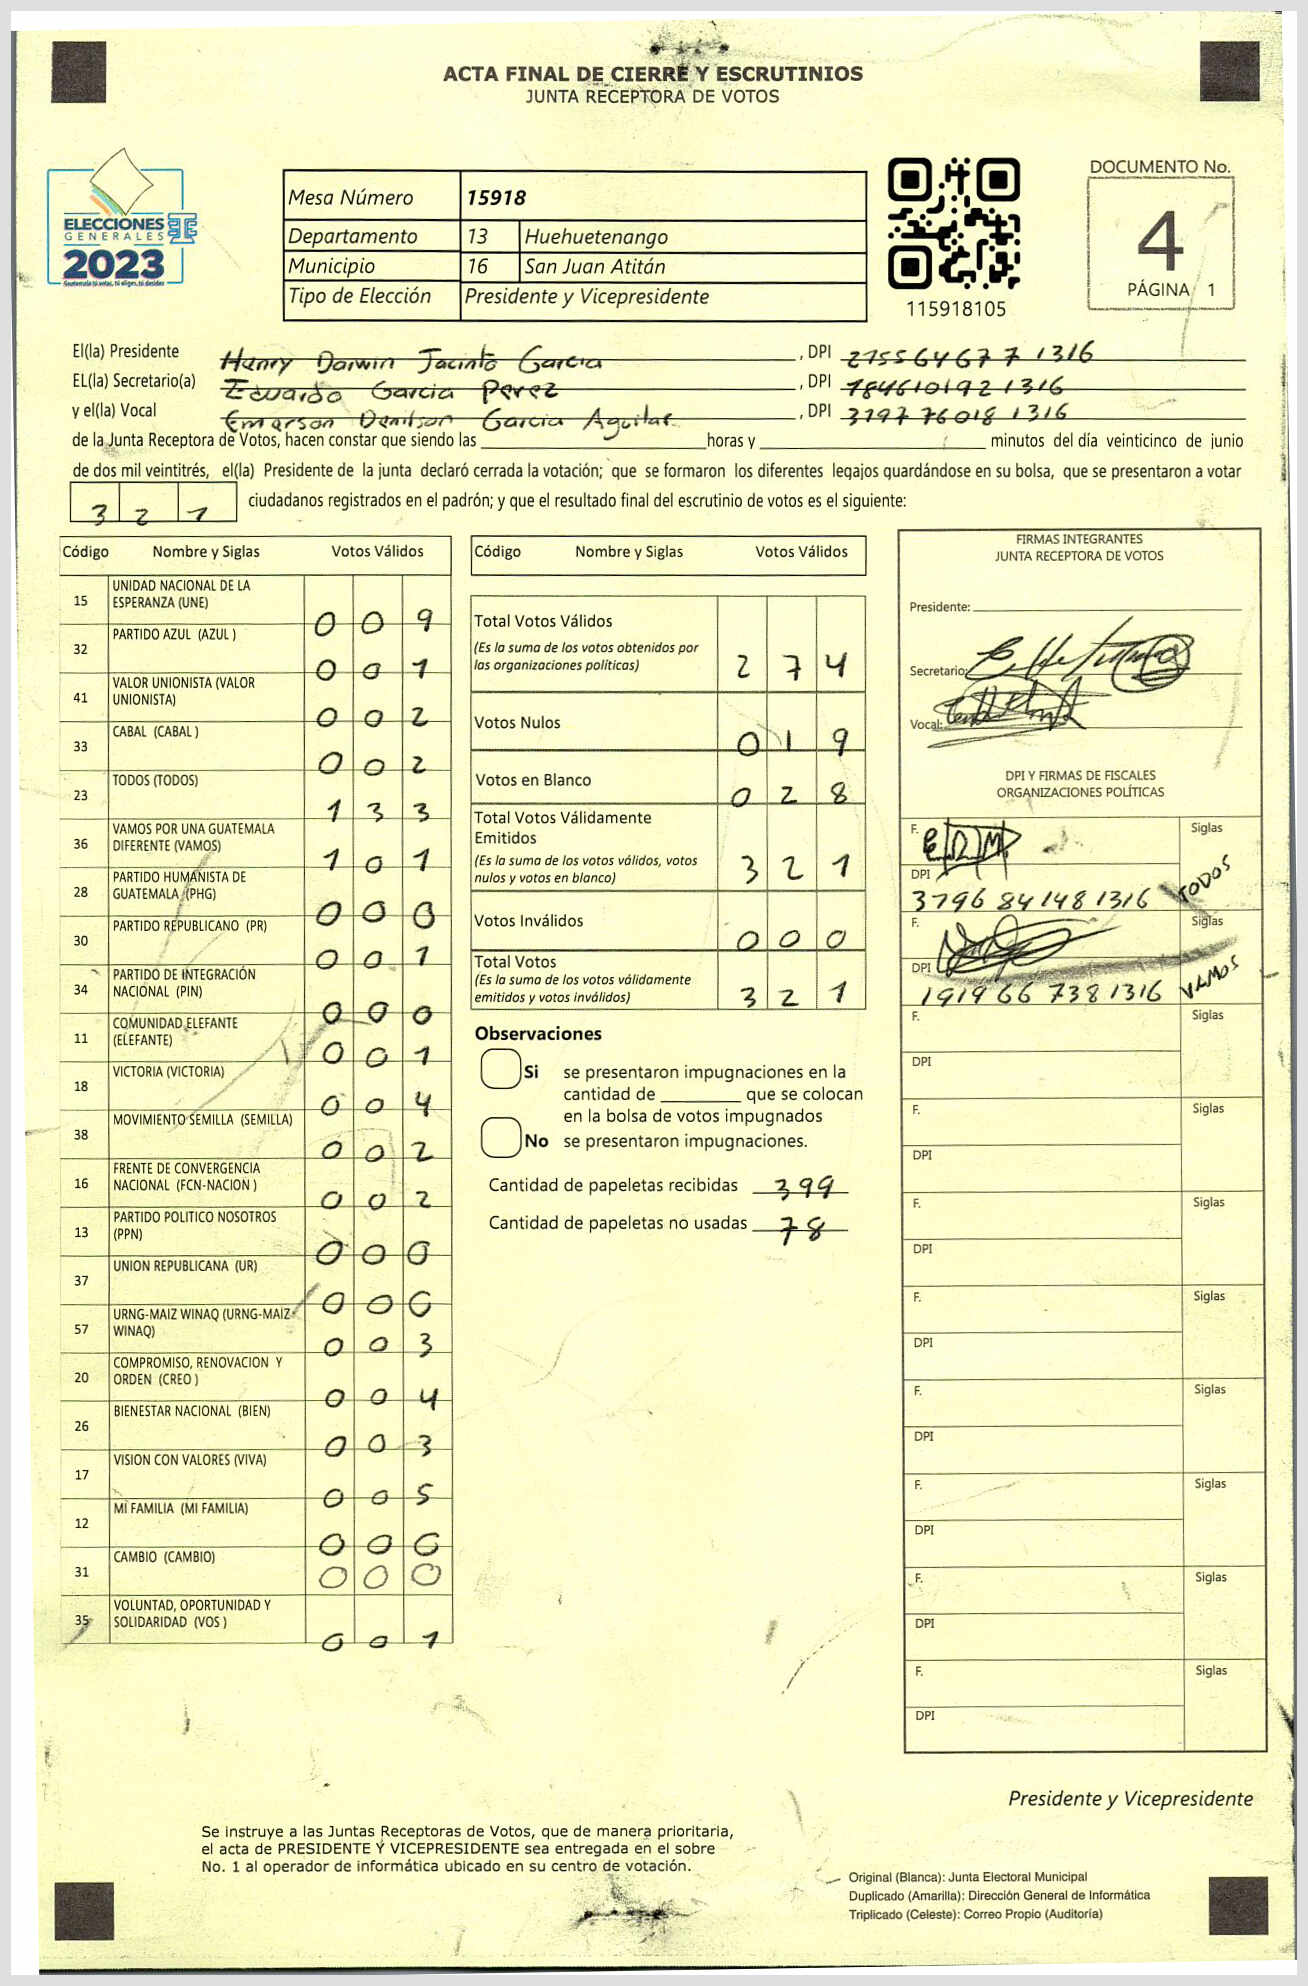 ACTA FINAL DE CIERRE Y ESCRUTINIOS
JUNTA RECEPTORA DE VOTOS
ELECCIONES
GENERALES
2023
Guatemala tú votas, tú eliges, tú decides
Mesa Número 15918
Departamento 13 Huehuetenango
Municipio 16 San Juan Atitán
Tipo de Elección Presidente y Vicepresidente
115918105
DOCUMENTO No.
4
PÁGINA 1
El(la) Presidente Henry Darwin Jacinto Garcia , DPI 2755 64677 1316
EL(la) Secretario(a) Eduardo Garcia Perez , DPI 784610192 1316
y el(la) Vocal Emerson Denilson Garcia Aguilar , DPI 3797 76018 1316
de la Junta Receptora de Votos, hacen constar que siendo las horas y minutos del día veinticinco de junio
de dos mil veintitrés, el(la) Presidente de la junta declaró cerrada la votación; que se formaron los diferentes legajos guardándose en su bolsa, que se presentaron a votar
3 2 1 ciudadanos registrados en el padrón; y que el resultado final del escrutinio de votos es el siguiente:
Código Nombre y Siglas Votos Válidos
15 UNIDAD NACIONAL DE LA ESPERANZA (UNE) 0 0 9
32 PARTIDO AZUL (AZUL ) 0 0 1
41 VALOR UNIONISTA (VALOR UNIONISTA) 0 0 2
33 CABAL (CABAL ) 0 0 2
23 TODOS (TODOS) 1 3 3
36 VAMOS POR UNA GUATEMALA DIFERENTE (VAMOS) 1 0 1
28 PARTIDO HUMANISTA DE GUATEMALA (PHG) 0 0 0
30 PARTIDO REPUBLICANO (PR) 0 0 1
34 PARTIDO DE INTEGRACIÓN NACIONAL (PIN) 0 0 0
11 COMUNIDAD ELEFANTE (ELEFANTE) 0 0 1
18 VICTORIA (VICTORIA) 0 0 4
38 MOVIMIENTO SEMILLA (SEMILLA) 0 0 2
16 FRENTE DE CONVERGENCIA NACIONAL (FCN-NACION ) 0 0 2
13 PARTIDO POLITICO NOSOTROS (PPN) 0 0 0
37 UNION REPUBLICANA (UR) 0 0 0
57 URNG-MAIZ WINAQ (URNG-MAIZ WINAQ) 0 0 3
20 COMPROMISO, RENOVACION Y ORDEN (CREO ) 0 0 4
26 BIENESTAR NACIONAL (BIEN) 0 0 3
17 VISION CON VALORES (VIVA) 0 0 5
12 MI FAMILIA (MI FAMILIA) 0 0 0
31 CAMBIO (CAMBIO) 0 0 0
35 VOLUNTAD, OPORTUNIDAD Y SOLIDARIDAD (VOS ) 0 0 1
Código Nombre y Siglas Votos Válidos
Total Votos Válidos 2 7 4
(Es la suma de los votos obtenidos por
las organizaciones políticas)
Votos Nulos 0 1 9
Votos en Blanco 0 2 8
Total Votos Válidamente
Emitidos 3 2 1
(Es la suma de los votos válidos, votos
nulos y votos en blanco)
Votos Inválidos 0 0 0
Total Votos 3 2 1
(Es la suma de los votos válidamente
emitidos y votos inválidos)
Observaciones
Si se presentaron impugnaciones en la
cantidad de que se colocan
en la bolsa de votos impugnados
No se presentaron impugnaciones.
Cantidad de papeletas recibidas 399
Cantidad de papeletas no usadas 78
FIRMAS INTEGRANTES
JUNTA RECEPTORA DE VOTOS
Presidente:
Secretario:
Vocal:
DPI Y FIRMAS DE FISCALES
ORGANIZACIONES POLÍTICAS
F. Siglas
DPI
3796 84148 1316 TODOS
F. Siglas
DPI
1919 66 738 1316 VAMOS
F. Siglas
DPI
F. Siglas
DPI
F. Siglas
DPI
F. Siglas
DPI
F. Siglas
DPI
F. Siglas
DPI
F. Siglas
DPI
F. Siglas
DPI
Presidente y Vicepresidente
Se instruye a las Juntas Receptoras de Votos, que de manera prioritaria,
el acta de PRESIDENTE Y VICEPRESIDENTE sea entregada en el sobre
No. 1 al operador de informática ubicado en su centro de votación.
Original (Blanca): Junta Electoral Municipal
Duplicado (Amarilla): Dirección General de Informática
Triplicado (Celeste): Correo Propio (Auditoría)